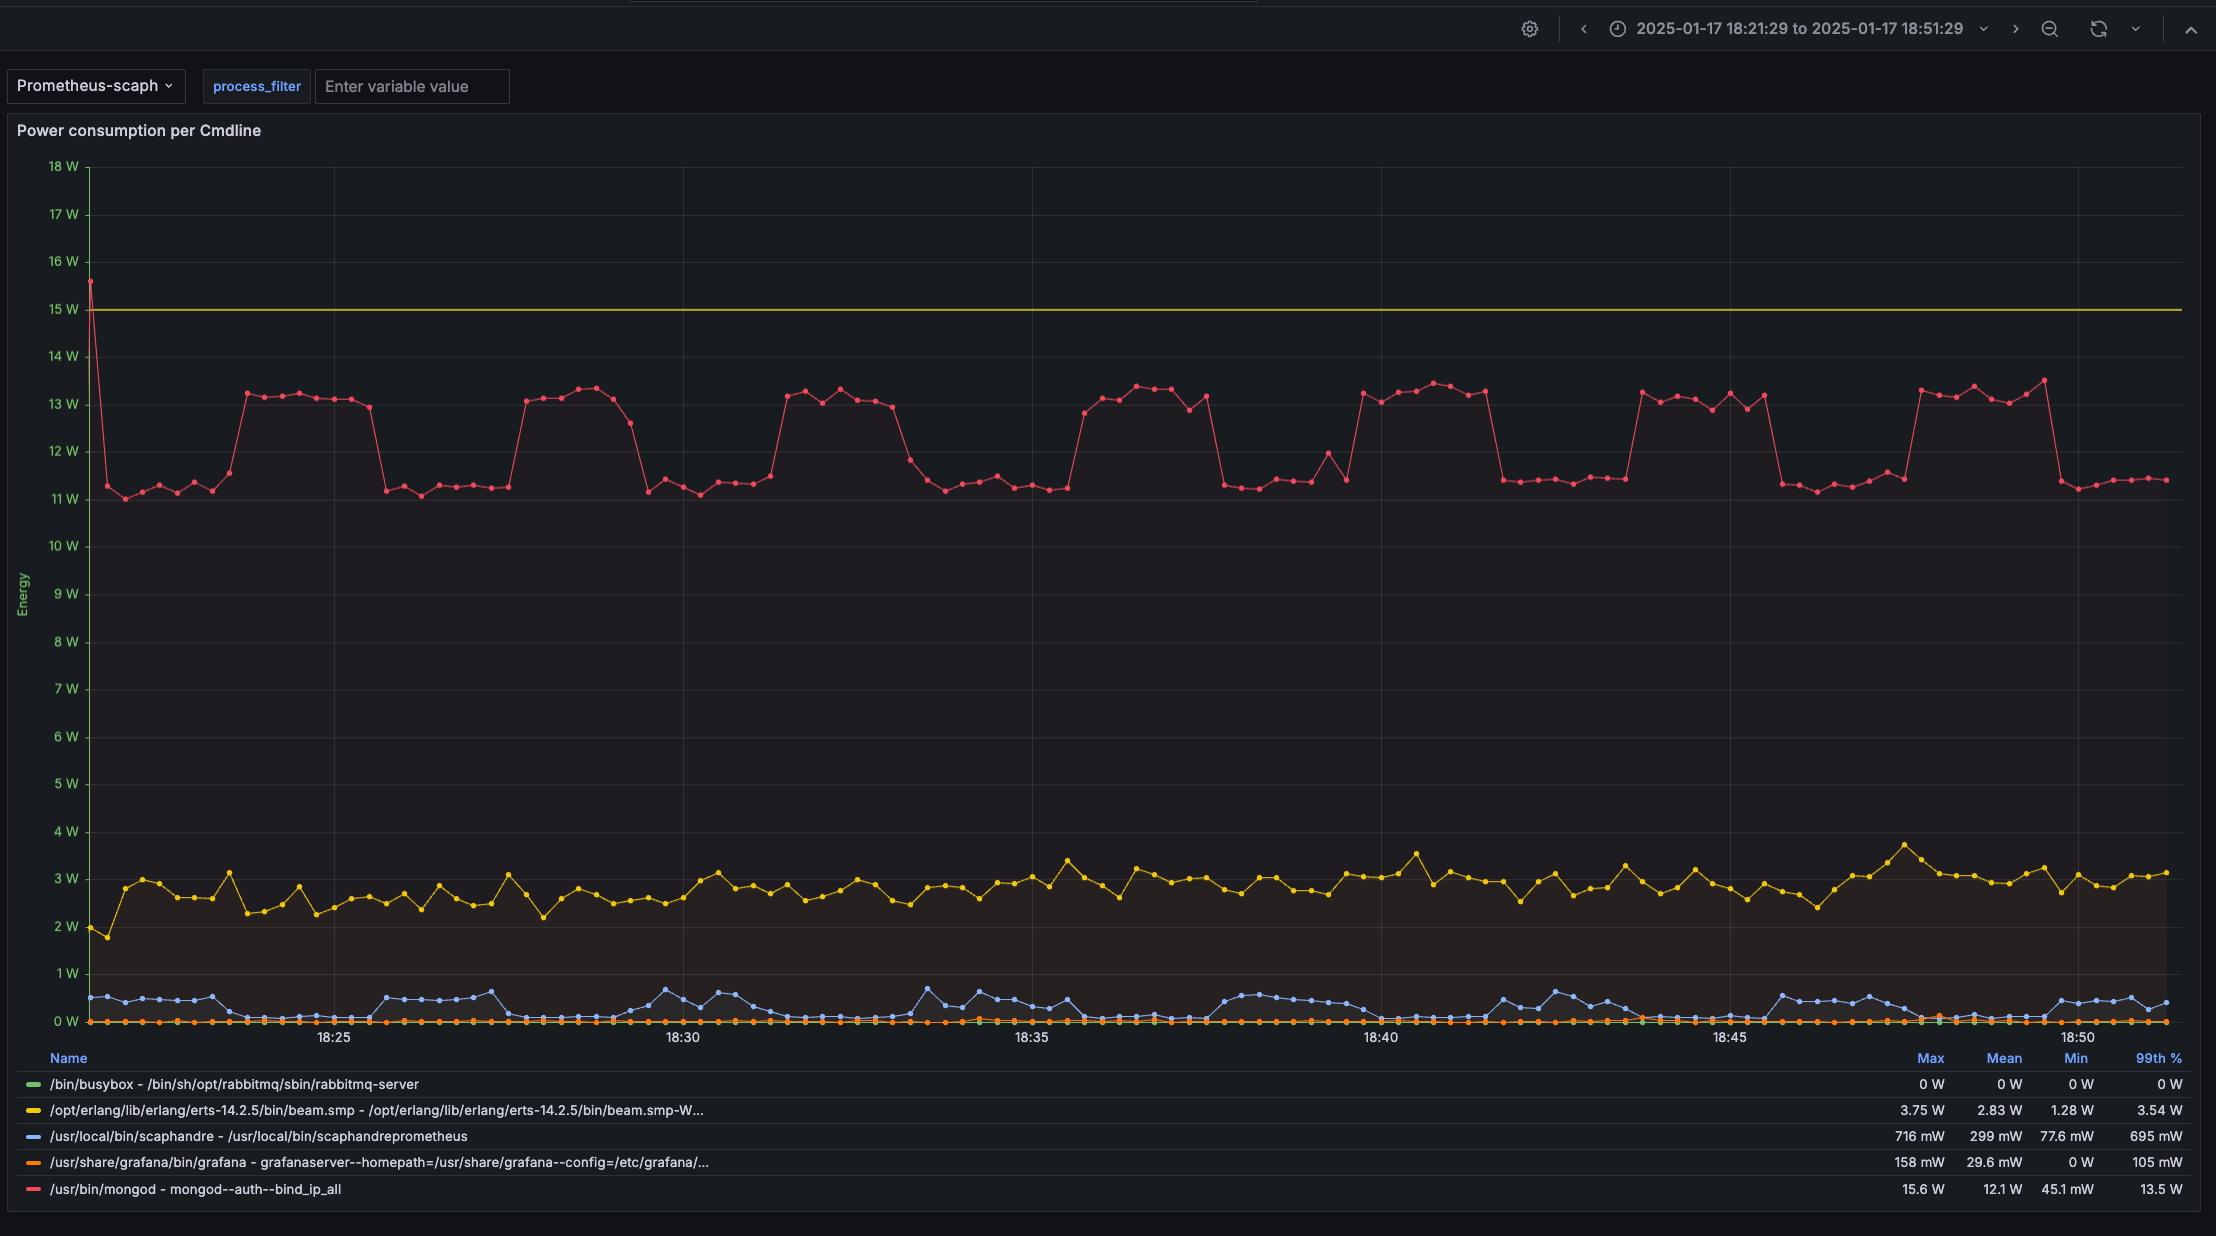 2025-01-17 18:21:29 to 2025-01-17 18:51:29
Prometheus-scaph process_filter Enter variable value
Power consumption per Cmdline
18 W
17 W
16 W
15 W
14 W
13 W
12 W
11 W
10 W
9 W
8 W
7 W
6 W
5 W
4 W
3 W
2 W
1 W
0 W
Energy
18:25 18:30 18:35 18:40 18:45 18:50
Name Max Mean Min 99th %
/bin/busybox - /bin/sh/opt/rabbitmq/sbin/rabbitmq-server 0 W 0 W 0 W 0 W
/opt/erlang/lib/erlang/erts-14.2.5/bin/beam.smp - /opt/erlang/lib/erlang/erts-14.2.5/bin/beam.smp-W... 3.75 W 2.83 W 1.28 W 3.54 W
/usr/local/bin/scaphandre - /usr/local/bin/scaphandreprometheus 716 mW 299 mW 77.6 mW 695 mW
/usr/share/grafana/bin/grafana - grafanaserver--homepath=/usr/share/grafana--config=/etc/grafana/... 158 mW 29.6 mW 0 W 105 mW
/usr/bin/mongod - mongod--auth--bind_ip_all 15.6 W 12.1 W 45.1 mW 13.5 W